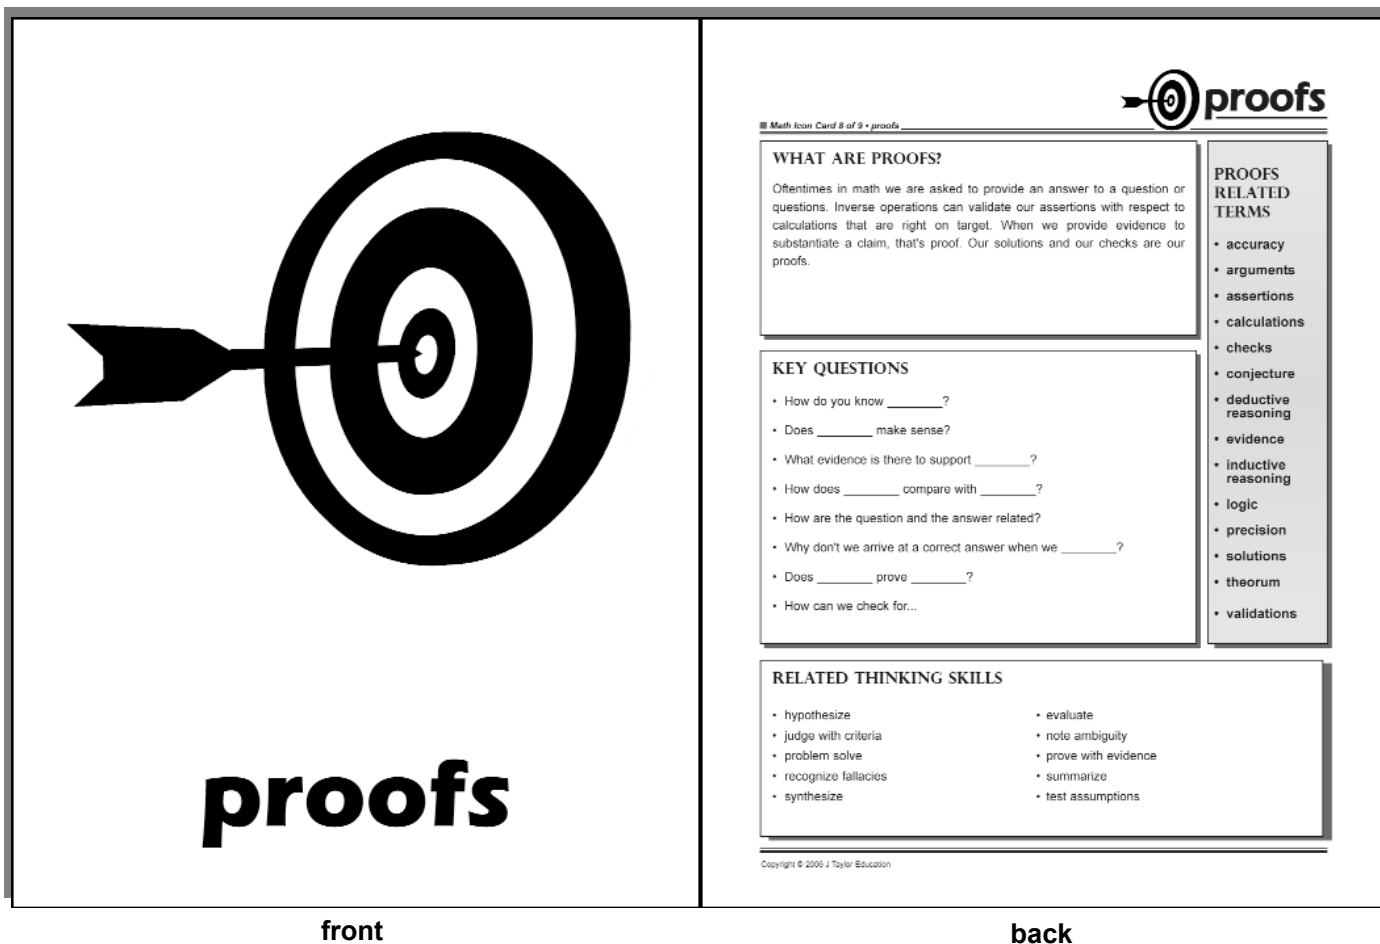 proofs
front
proofs
Math Icon Card 8 of 9 • proofs
WHAT ARE PROOFS?
Oftentimes in math we are asked to provide an answer to a question or
questions. Inverse operations can validate our assertions with respect to
calculations that are right on target. When we provide evidence to
substantiate a claim, that's proof. Our solutions and our checks are our
proofs.
KEY QUESTIONS
• How do you know ________?
• Does ________ make sense?
• What evidence is there to support ________?
• How does ________ compare with ________?
• How are the question and the answer related?
• Why don't we arrive at a correct answer when we ________?
• Does ________ prove ________?
• How can we check for...
PROOFS
RELATED
TERMS
• accuracy
• arguments
• assertions
• calculations
• checks
• conjecture
• deductive
reasoning
• evidence
• inductive
reasoning
• logic
• precision
• solutions
• theorum
• validations
RELATED THINKING SKILLS
• hypothesize
• judge with criteria
• problem solve
• recognize fallacies
• synthesize
• evaluate
• note ambiguity
• prove with evidence
• summarize
• test assumptions
Copyright © 2006 J Taylor Education
back